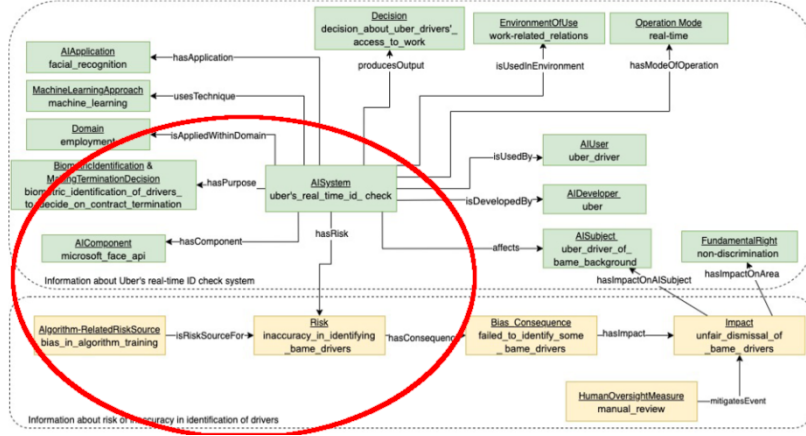 Decision
decision_about_uber_drivers'_
access_to_work
EnvironmentOfUse
work-related_relations
Operation Mode
real-time
AIApplication
facial_recognition
hasApplication
producesOutput
isUsedInEnvironment
hasModeOfOperation
MachineLearningApproach
machine_learning
usesTechnique
Domain
employment
isAppliedWithinDomain
BiometricIdentification &
MakingTerminationDecision
biometric_identification_of_drivers_
to_decide_on_contract_termination
hasPurpose
AISystem
uber's_real_time_id_ check
isUsedBy
AIUser
uber_driver
isDevelopedBy
AIDeveloper
uber
AIComponent
microsoft_face_api
hasComponent
hasRisk
affects
AISubject
uber_driver_of_
bame_background
FundamentalRight
non-discrimination
hasImpactOnAISubject
hasImpactOnArea
Information about Uber's real-time ID check system
Algorithm-RelatedRiskSource
bias_in_algorithm_training
isRiskSourceFor
Risk
inaccuracy_in_identifying
_bame_drivers
hasConsequence
Bias_Consequence
failed_to_identify_some
_bame_drivers
hasImpact
Impact
unfair_dismissal_of
_bame_ drivers
HumanOversightMeasure
manual_review
mitigatesEvent
Information about risk of inaccuracy in identification of drivers